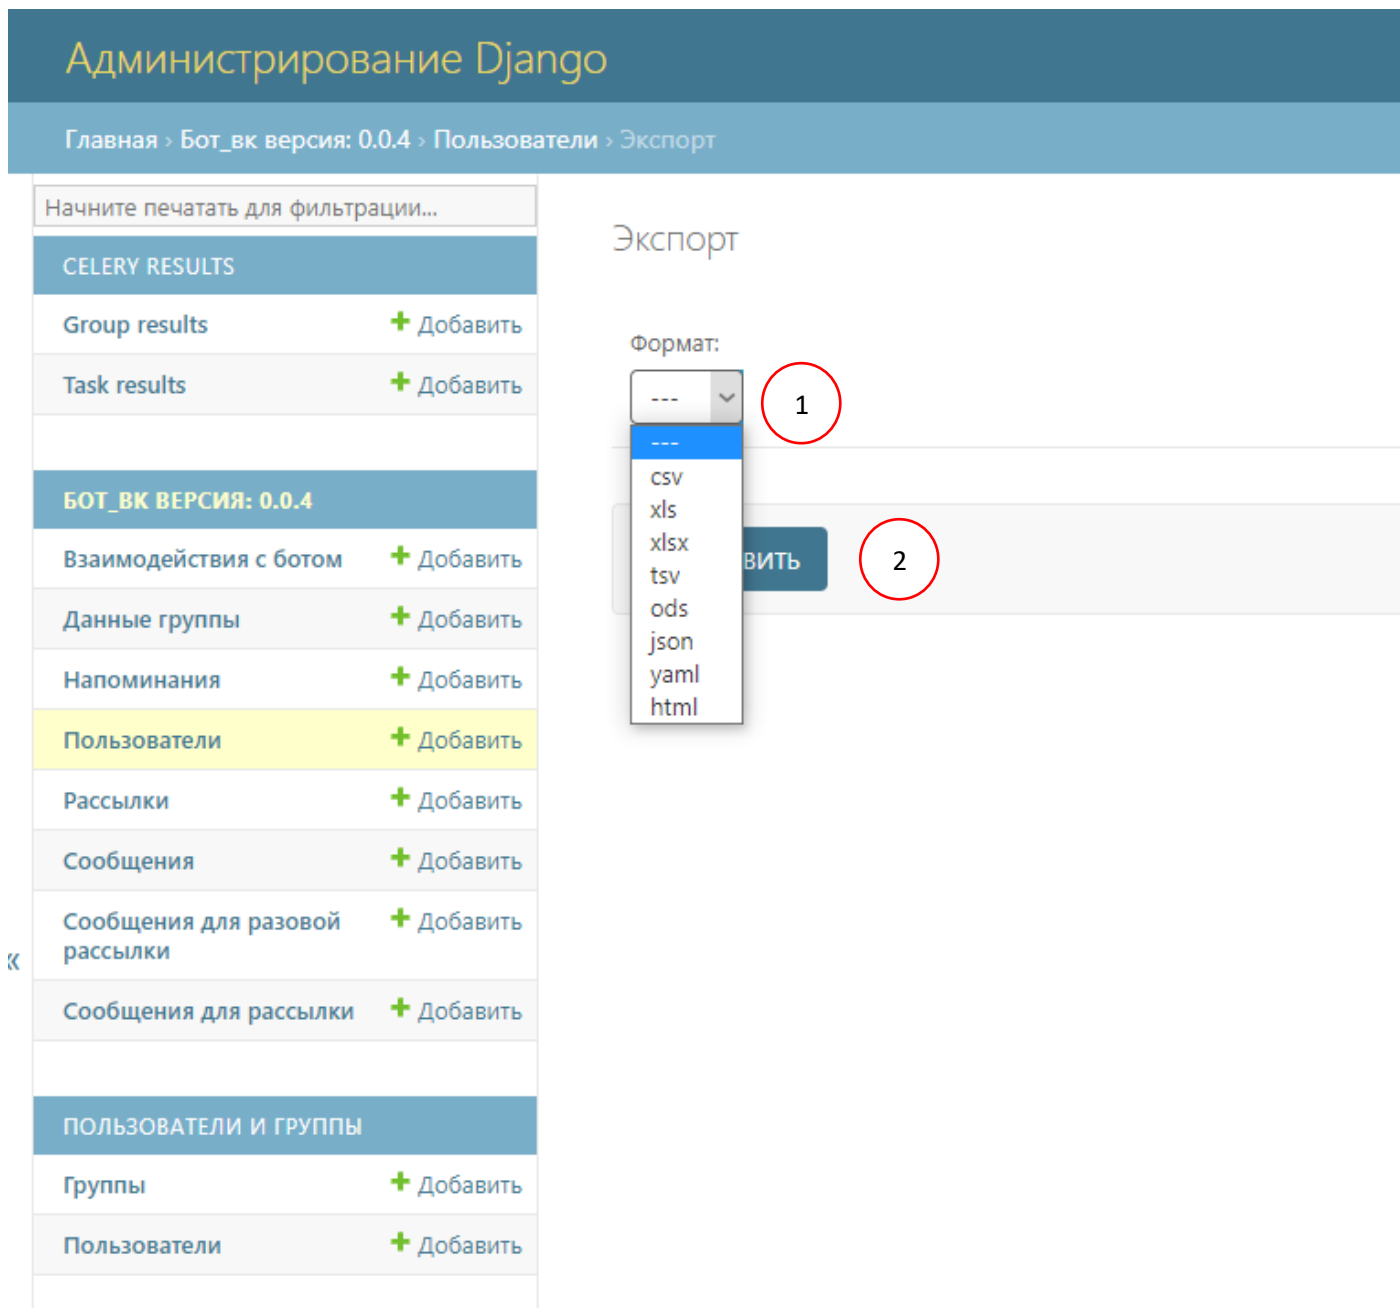 Администрирование Django
Главная › Бот_вк версия: 0.0.4 › Пользователи › Экспорт
Начните печатать для фильтрации...
CELERY RESULTS
Group results + Добавить
Task results + Добавить
БОТ_ВК ВЕРСИЯ: 0.0.4
Взаимодействия с ботом + Добавить
Данные группы + Добавить
Напоминания + Добавить
Пользователи + Добавить
Рассылки + Добавить
Сообщения + Добавить
Сообщения для разовой + Добавить
рассылки
«
Сообщения для рассылки + Добавить
ПОЛЬЗОВАТЕЛИ И ГРУППЫ
Группы + Добавить
Пользователи + Добавить
Экспорт
Формат:
--- 1
---
csv
xls
xlsx
ВИТЬ 2
tsv
ods
json
yaml
html